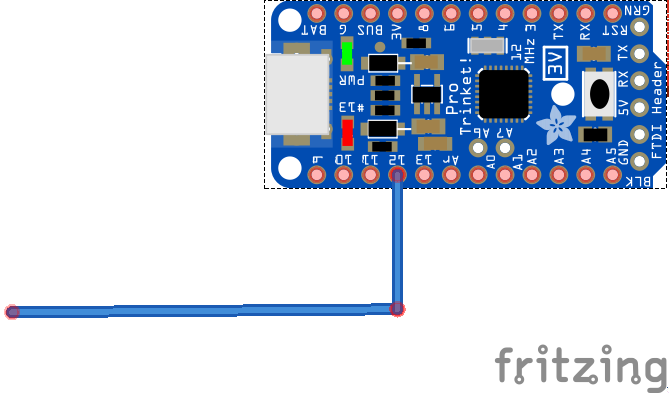 BAT G BUS 3V 8 6 5 4 3 TX RX RST GRN
PWR
#13
12 MHz
3V
Pro Trinket!
TX RX 5V GND
FTDI Header
A6 A7
9 10 11 12 13 AR A0 A1 A2 A3 A4 A5 BLK
fritzing